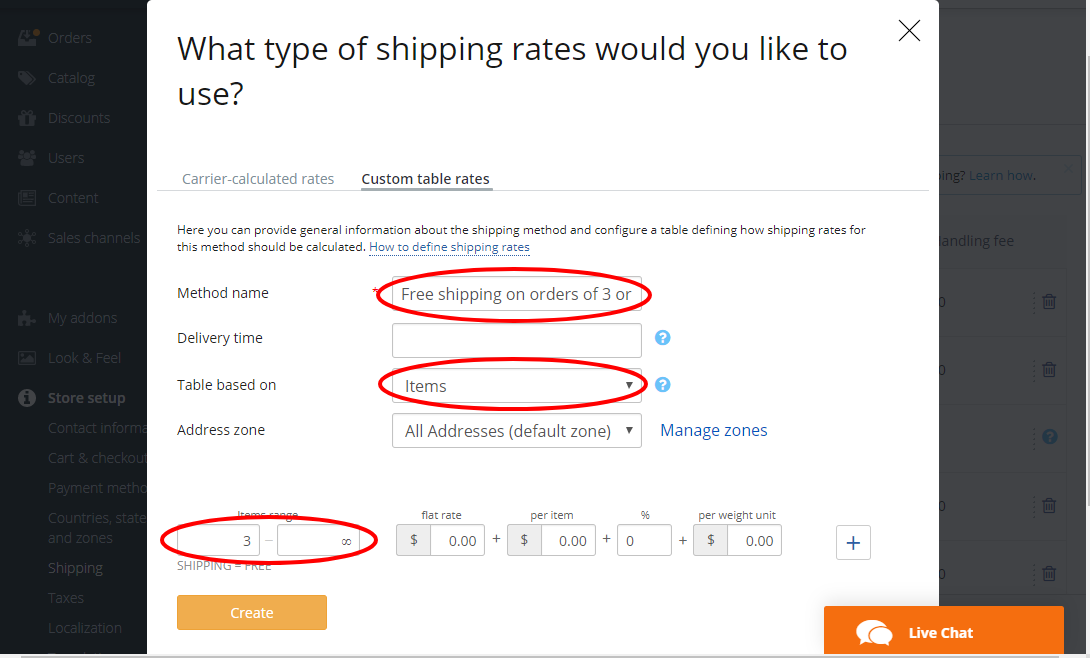 Orders
Catalog
Discounts
Users
Content
Sales channels
My addons
Look & Feel
Store setup
Contact informa
Cart & checkout
Payment metho
Countries, state
and zones
Shipping
Taxes
Localization
What type of shipping rates would you like to
use?
Carrier-calculated rates Custom table rates
Here you can provide general information about the shipping method and configure a table defining how shipping rates for
this method should be calculated. How to define shipping rates
Method name * Free shipping on orders of 3 or
Delivery time ?
Table based on Items ▼ ?
Address zone All Addresses (default zone) ▼ Manage zones
Items range flat rate per item % per weight unit
3 – ∞ $ 0.00 + $ 0.00 + 0 + $ 0.00 +
SHIPPING = FREE
Create
ping? Learn how.
Handling fee
0
0
?
0
0
Live Chat